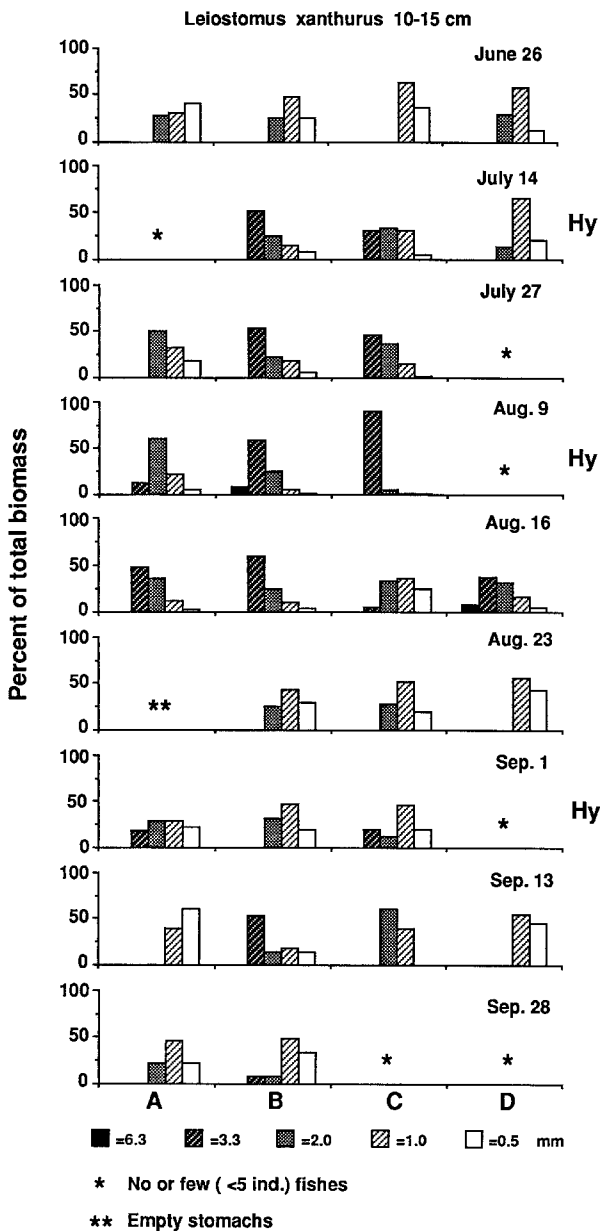 Leiostomus xanthurus 10-15 cm
Percent of total biomass
100
50
0
June 26
100
50
0
*
July 14
Hy
100
50
0
July 27
*
100
50
0
Aug. 9
*
Hy
100
50
0
Aug. 16
100
50
0
**
Aug. 23
100
50
0
Sep. 1
*
Hy
100
50
0
Sep. 13
100
50
0
Sep. 28
* *
A B C D
=6.3 =3.3 =2.0 =1.0 =0.5 mm
* No or few ( <5 ind.) fishes
** Empty stomachs